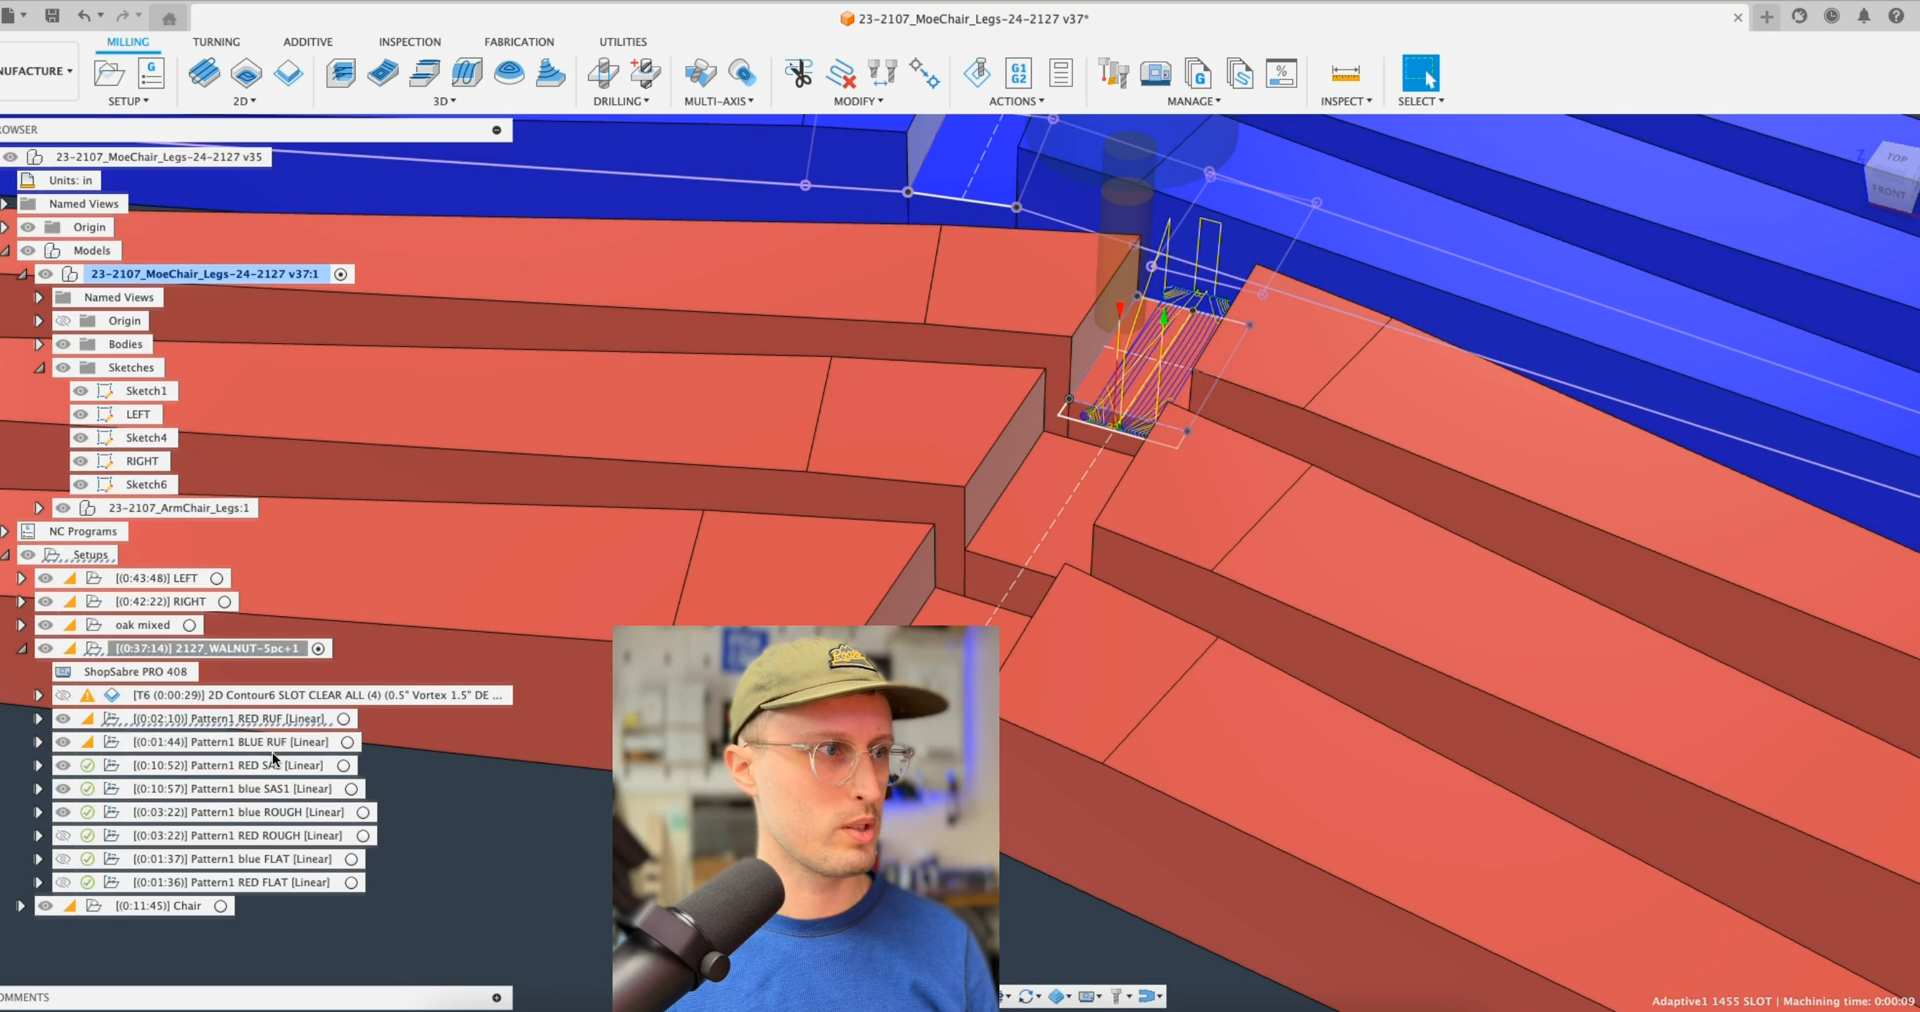 23-2107_MoeChair_Legs-24-2127 v37*
MILLING TURNING ADDITIVE INSPECTION FABRICATION UTILITIES
NUFACTURE
G
G1
G2
G
S
%
SETUP 2D 3D DRILLING MULTI-AXIS MODIFY ACTIONS MANAGE INSPECT SELECT
ROWSER
23-2107_MoeChair_Legs-24-2127 v35
Units: in
Named Views
Origin
Models
23-2107_MoeChair_Legs-24-2127 v37:1
Named Views
Origin
Bodies
Sketches
Sketch1
LEFT
Sketch4
RIGHT
Sketch6
23-2107_ArmChair_Legs:1
NC Programs
Setups
[(0:43:48)] LEFT
[(0:42:22)] RIGHT
oak mixed
[(0:37:14)] 2127_WALNUT-5pc+1
ShopSabre PRO 408
[T6 (0:00:29)] 2D Contour6 SLOT CLEAR ALL (4) (0.5" Vortex 1.5" DE ...
[(0:02:10)] Pattern1 RED RUF [Linear]
[(0:01:44)] Pattern1 BLUE RUF [Linear]
[(0:10:52)] Pattern1 RED [Linear]
[(0:10:57)] Pattern1 blue SAS1 [Linear]
[(0:03:22)] Pattern1 blue ROUGH [Linear]
[(0:03:22)] Pattern1 RED ROUGH [Linear]
[(0:01:37)] Pattern1 blue FLAT [Linear]
[(0:01:36)] Pattern1 RED FLAT [Linear]
[(0:11:45)] Chair
OMMENTS
Z
TOP
FRONT
Adaptive1 1455 SLOT | Machining time: 0:00:09